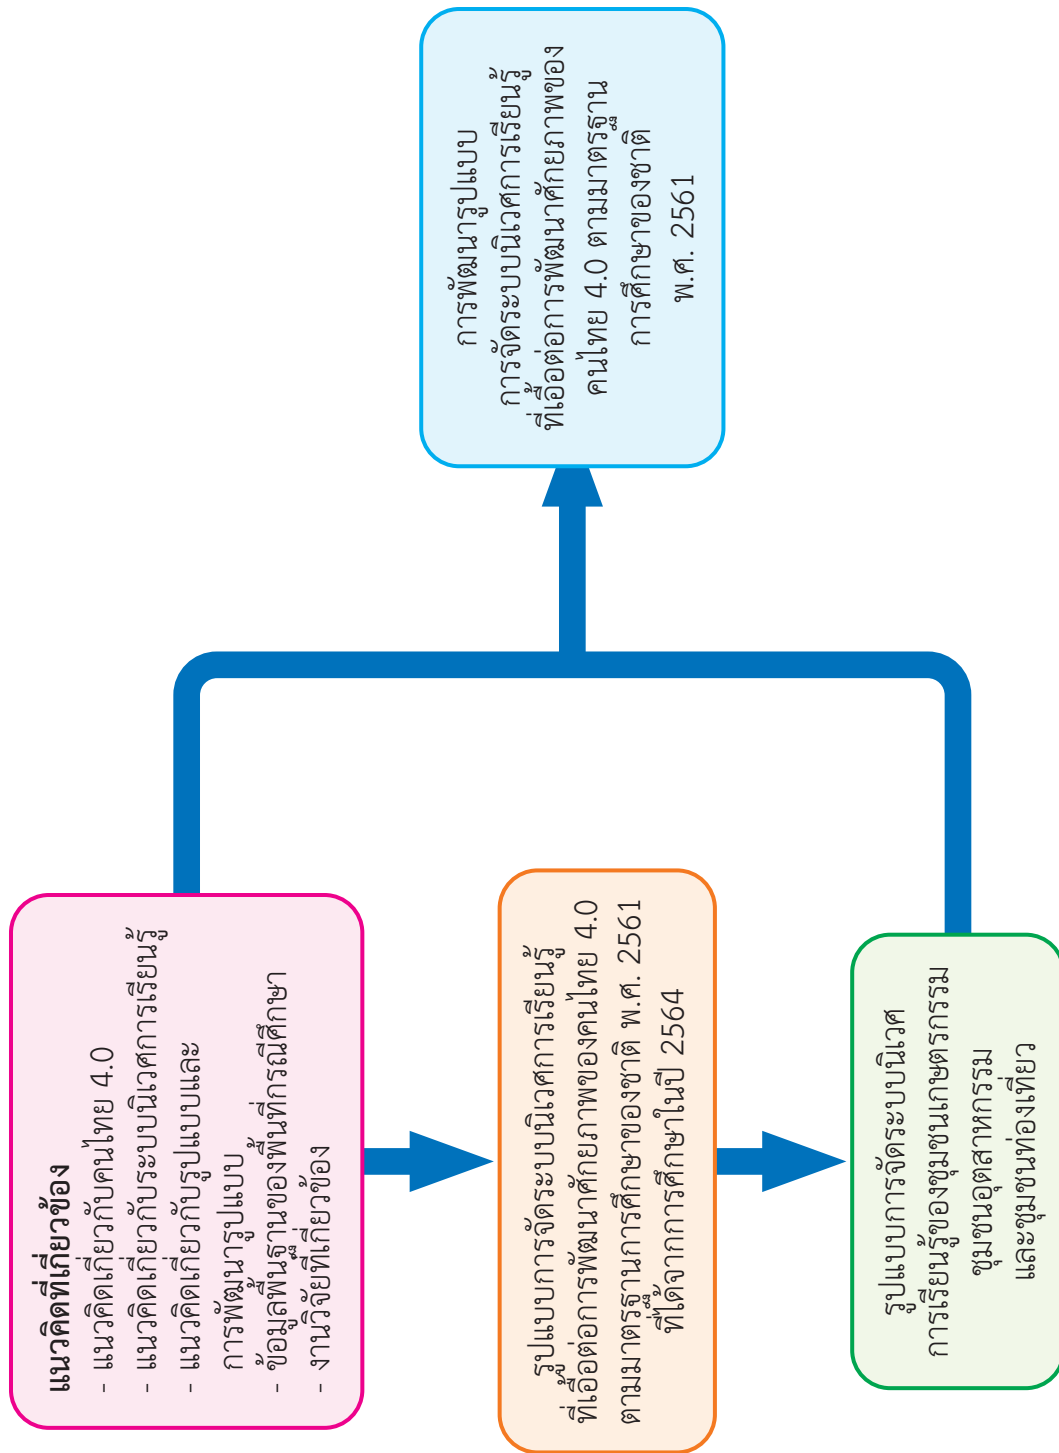 แนวคิดที่เกี่ยวข้อง
- แนวคิดเกี่ยวกับคนไทย 4.0
- แนวคิดเกี่ยวกับระบบนิเวศการเรียนรู้
- แนวคิดเกี่ยวกับรูปแบบและ
การพัฒนารูปแบบ
- ข้อมูลพื้นฐานของพื้นที่กรณีศึกษา
- งานวิจัยที่เกี่ยวข้อง
รูปแบบการจัดระบบนิเวศการเรียนรู้
ที่เอื้อต่อการพัฒนาศักยภาพของคนไทย 4.0
ตามมาตรฐานการศึกษาของชาติ พ.ศ. 2561
ที่ได้จากการศึกษาในปี 2564
รูปแบบการจัดระบบนิเวศ
การเรียนรู้ของชุมชนเกษตรกรรม
ชุมชนอุตสาหกรรม
และชุมชนท่องเที่ยว
การพัฒนารูปแบบ
การจัดระบบนิเวศการเรียนรู้
ที่เอื้อต่อการพัฒนาศักยภาพของ
คนไทย 4.0 ตามมาตรฐาน
การศึกษาของชาติ
พ.ศ. 2561